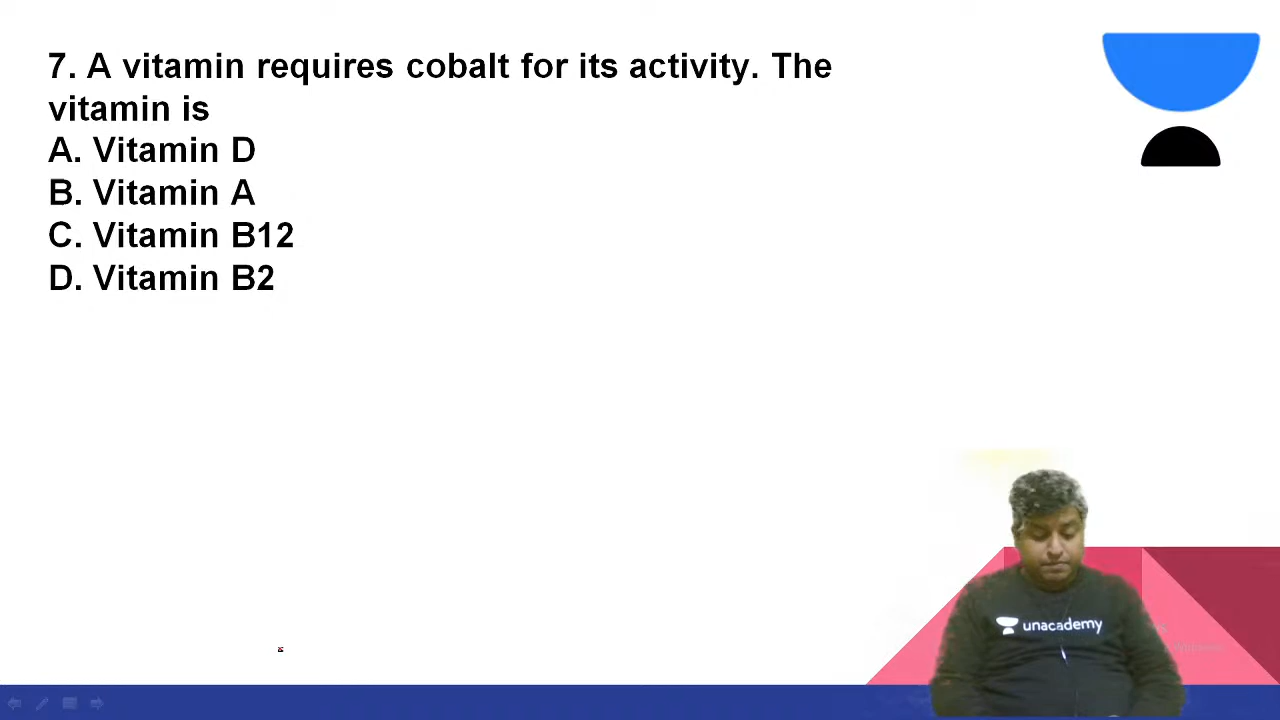 7. A vitamin requires cobalt for its activity. The
vitamin is
A. Vitamin D
B. Vitamin A
C. Vitamin B12
D. Vitamin B2
unacademy